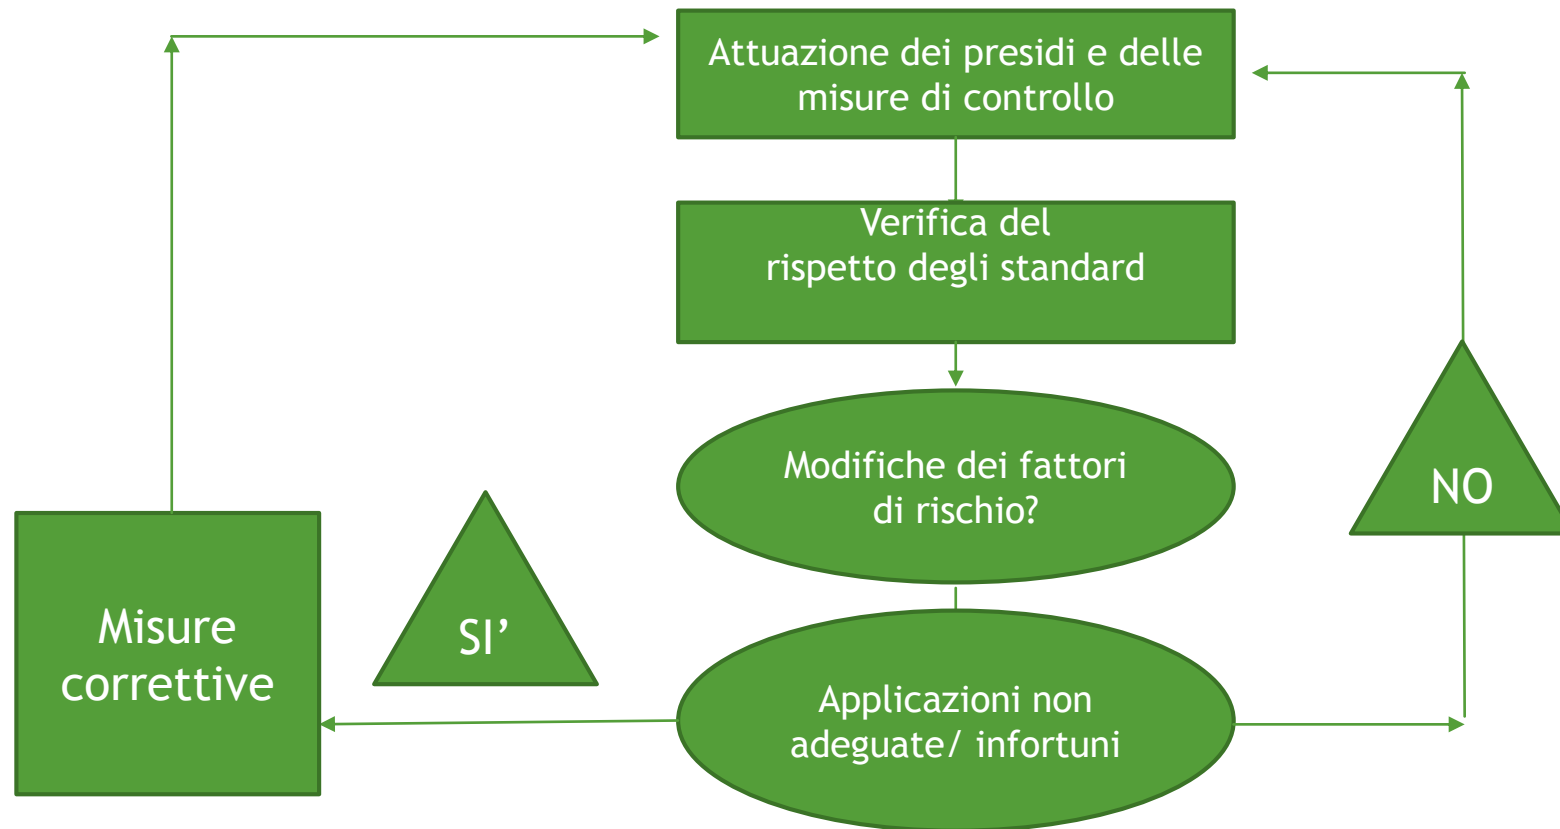 Attuazione dei presidi e delle
misure di controllo
Verifica del
rispetto degli standard
Modifiche dei fattori
di rischio?
NO
SI’
Misure
correttive
Applicazioni non
adeguate/ infortuni